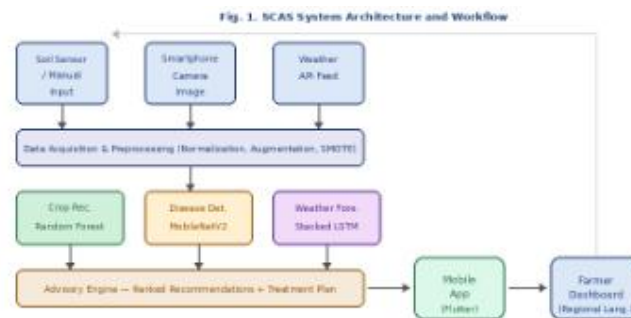 Fig. 1. SCAS System Architecture and Workflow
Soil Sensor
/ Manual
Input
Smartphone
Camera
Image
Weather
API Feed
Data Acquisition & Preprocessing (Normalization, Augmentation, SMOTE)
Crop Rec.
Random Forest
Disease Det.
MobileNetV2
Weather Fore.
Stacked LSTM
Advisory Engine — Ranked Recommendations + Treatment Plan
Mobile
App
(Flutter)
Farmer
Dashboard
(Regional Lang.)